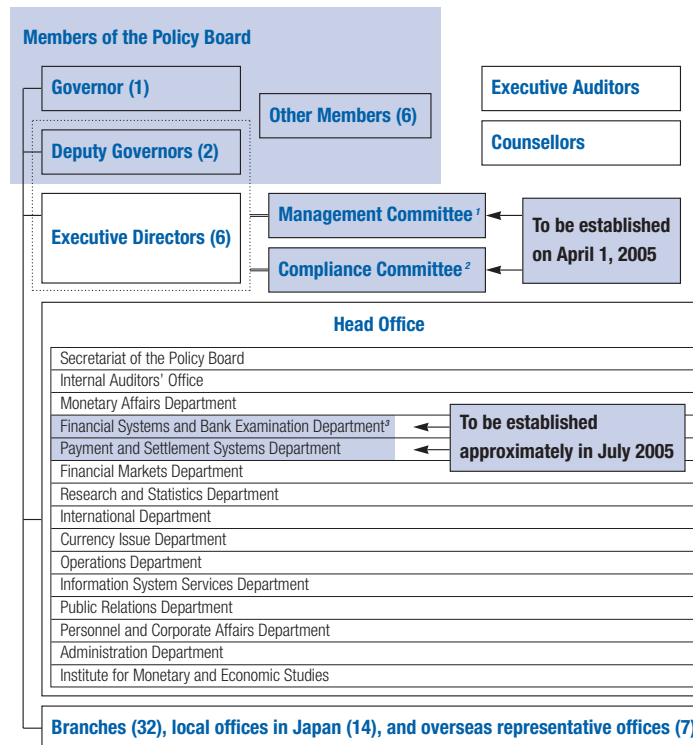 Members of the Policy Board
Governor (1)
Other Members (6)
Deputy Governors (2)
Executive Auditors
Counsellors
Executive Directors (6)
Management Committee 1
Compliance Committee 2
To be established
on April 1, 2005
Head Office
Secretariat of the Policy Board
Internal Auditors' Office
Monetary Affairs Department
Financial Systems and Bank Examination Department3
Payment and Settlement Systems Department
To be established
approximately in July 2005
Financial Markets Department
Research and Statistics Department
International Department
Currency Issue Department
Operations Department
Information System Services Department
Public Relations Department
Personnel and Corporate Affairs Department
Administration Department
Institute for Monetary and Economic Studies
Branches (32), local offices in Japan (14), and overseas representative offices (7)